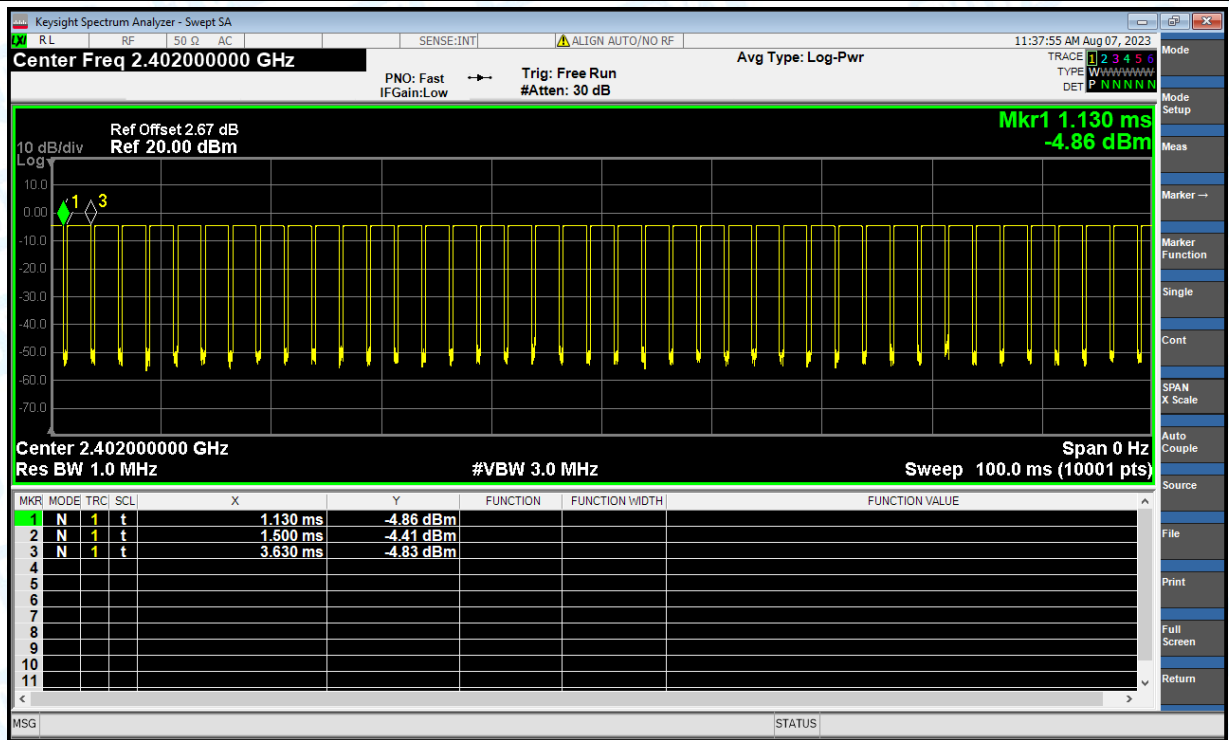 Keysight Spectrum Analyzer - Swept SA
LXI RL RF 50 Ω AC SENSE:INT ALIGN AUTO/NO RF 11:37:55 AM Aug 07, 2023
Center Freq 2.402000000 GHz
PNO: Fast
IFGain:Low
Trig: Free Run
#Atten: 30 dB
Avg Type: Log-Pwr
TRACE 1 2 3 4 5 6
TYPE WWWWWW
DET P N N N N N
Ref Offset 2.67 dB
10 dB/div Ref 20.00 dBm
Log
Mkr1 1.130 ms
-4.86 dBm
10.0
0.00
-10.0
-20.0
-30.0
-40.0
-50.0
-60.0
-70.0
1 3
Center 2.402000000 GHz Span 0 Hz
Res BW 1.0 MHz #VBW 3.0 MHz Sweep 100.0 ms (10001 pts)
MKR MODE TRC SCL X Y FUNCTION FUNCTION WIDTH FUNCTION VALUE
1 N 1 t 1.130 ms -4.86 dBm
2 N 1 t 1.500 ms -4.41 dBm
3 N 1 t 3.630 ms -4.83 dBm
4
5
6
7
8
9
10
11
MSG STATUS
Mode
Mode
Setup
Meas
Marker →
Marker
Function
Single
Cont
SPAN
X Scale
Auto
Couple
Source
File
Print
Full
Screen
Return